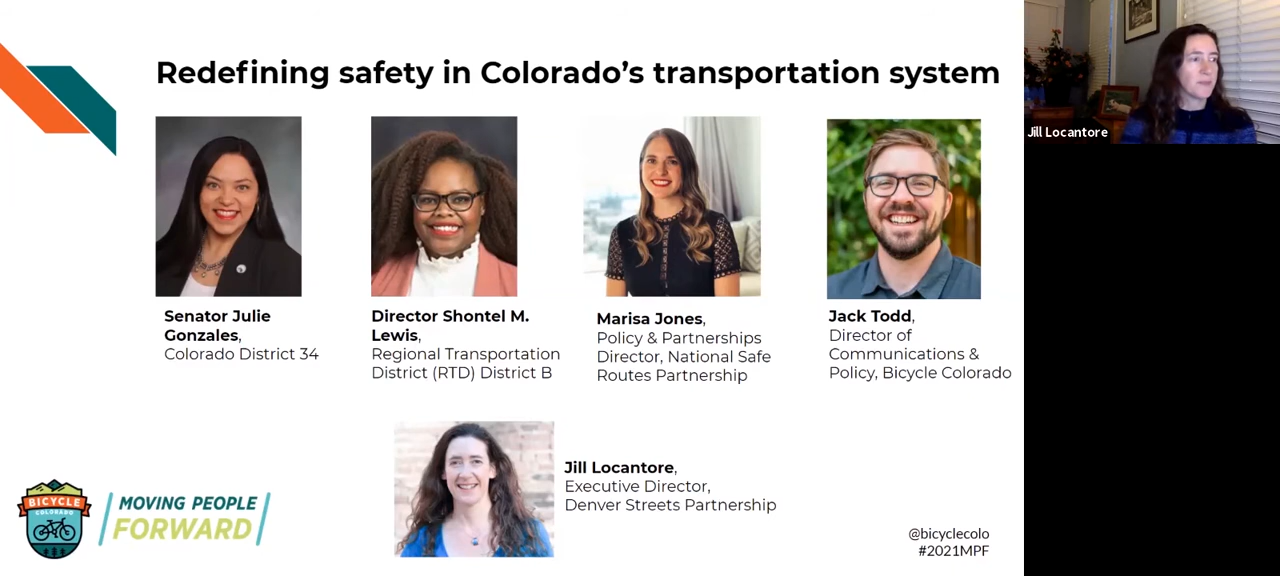 Redefining safety in Colorado's transportation system
Jill Locantore
Senator Julie
Gonzales,
Colorado District 34
Director Shontel M.
Lewis,
Regional Transportation
District (RTD) District B
Marisa Jones,
Policy & Partnerships
Director, National Safe
Routes Partnership
Jack Todd,
Director of
Communications &
Policy, Bicycle Colorado
Jill Locantore,
Executive Director,
Denver Streets Partnership
BICYCLE
COLORADO
MOVING PEOPLE
FORWARD
@bicyclecolo
#2021MPF